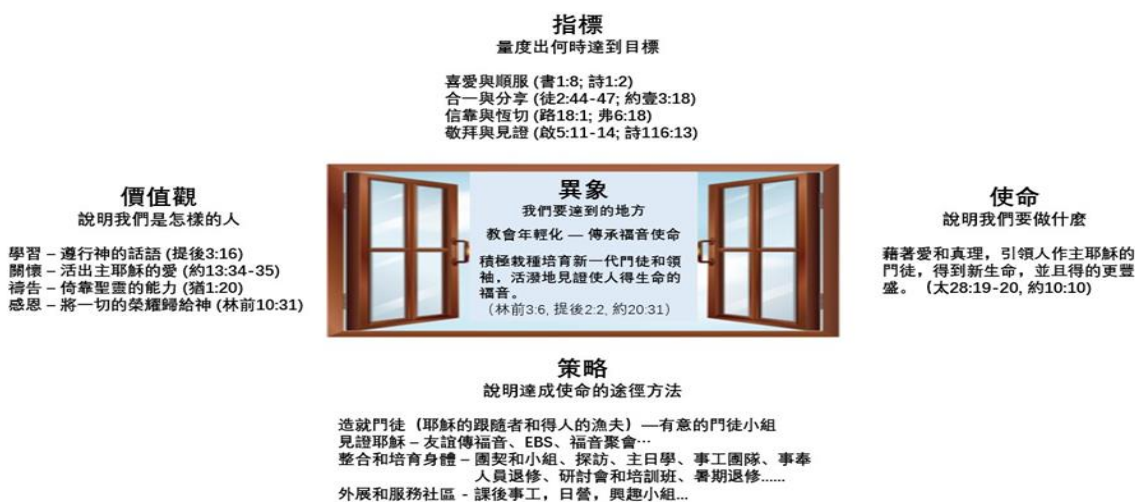 指標
量度出何時達到目標
喜愛與順服 (書1:8; 詩1:2)
合一與分享 (徒2:44-47; 約壹3:18)
信靠與恆切 (路18:1; 弗6:18)
敬拜與見證 (啟5:11-14; 詩116:13)
價值觀
說明我們是怎樣的人
學習 – 遵行神的話語 (提後3:16)
關懷 – 活出主耶穌的愛 (約13:34-35)
禱告 – 倚靠聖靈的能力 (猶1:20)
感恩 – 將一切的榮耀歸給神 (林前10:31)
異象
我們要達到的地方
教會年輕化 — 傳承福音使命
積極栽種培育新一代門徒和領
袖，活潑地見證使人得生命的
福音。
（林前3:6, 提後2:2, 約20:31）
使命
說明我們要做什麼
藉著愛和真理，引領人作主耶穌的
門徒，得到新生命，並且得的更豐
盛。（太28:19-20, 約10:10）
策略
說明達成使命的途徑方法
造就門徒（耶穌的跟隨者和得人的漁夫）—有意的門徒小組
見證耶穌 – 友誼傳福音、EBS、福音聚會…
整合和培育身體 – 團契和小組、探訪、主日學、事工團隊、事奉
人員退修、研討會和培訓班、暑期退修......
外展和服務社區 - 課後事工，日營，興趣小組...